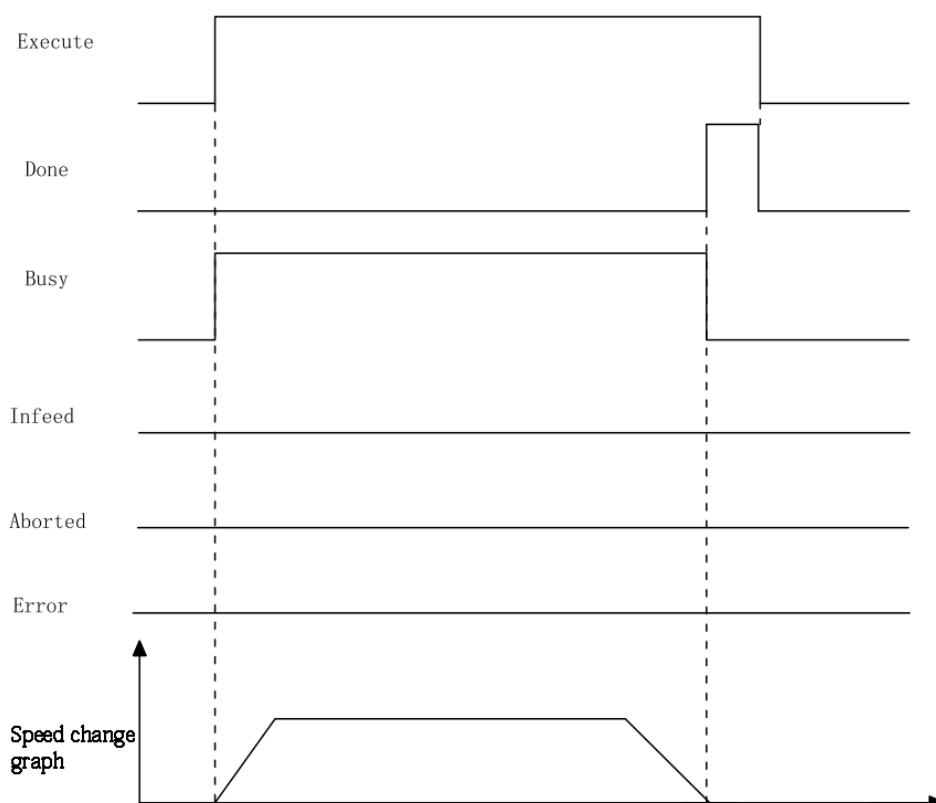 Execute
Done
Busy
Infeed
Aborted
Error
Speed change
graph